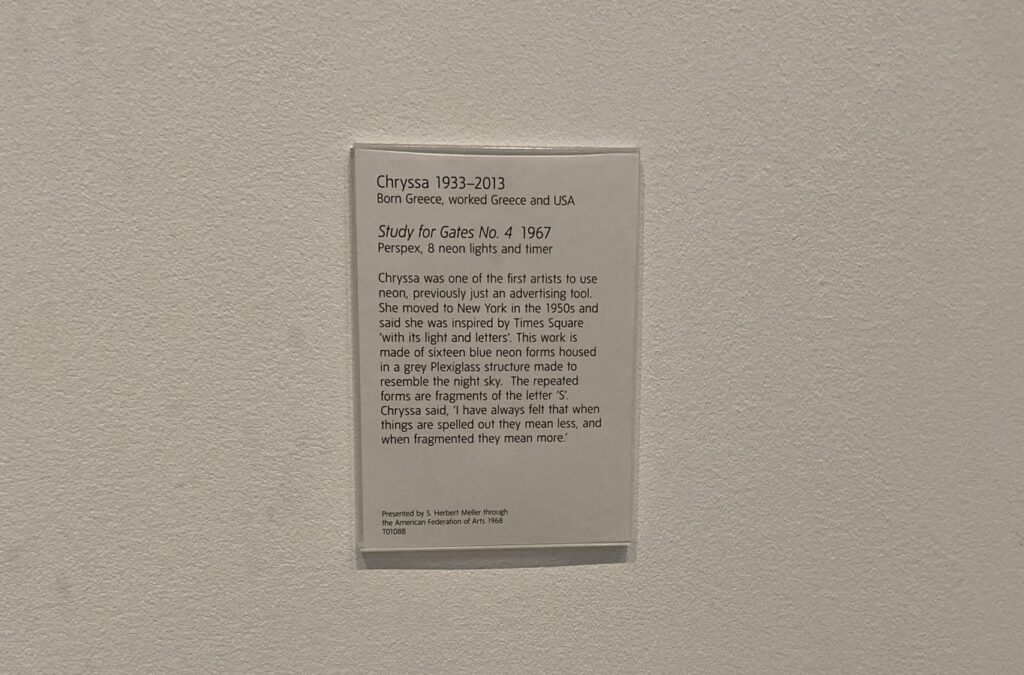 Chryssa 1933–2013
Born Greece, worked Greece and USA
Study for Gates No. 4 1967
Perspex, 8 neon lights and timer
Chryssa was one of the first artists to use
neon, previously just an advertising tool.
She moved to New York in the 1950s and
said she was inspired by Times Square
‘with its light and letters’. This work is
made of sixteen blue neon forms housed
in a grey Plexiglass structure made to
resemble the night sky.  The repeated
forms are fragments of the letter ‘S’.
Chryssa said, ‘I have always felt that when
things are spelled out they mean less, and
when fragmented they mean more.’
Presented by S. Herbert Meller through
the American Federation of Arts 1968
T01088